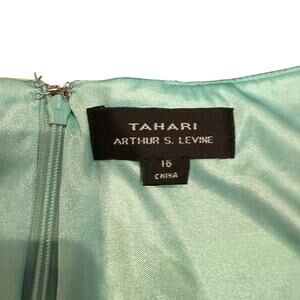 TAHARI
ARTHUR S. LEVINE
16
CHINA